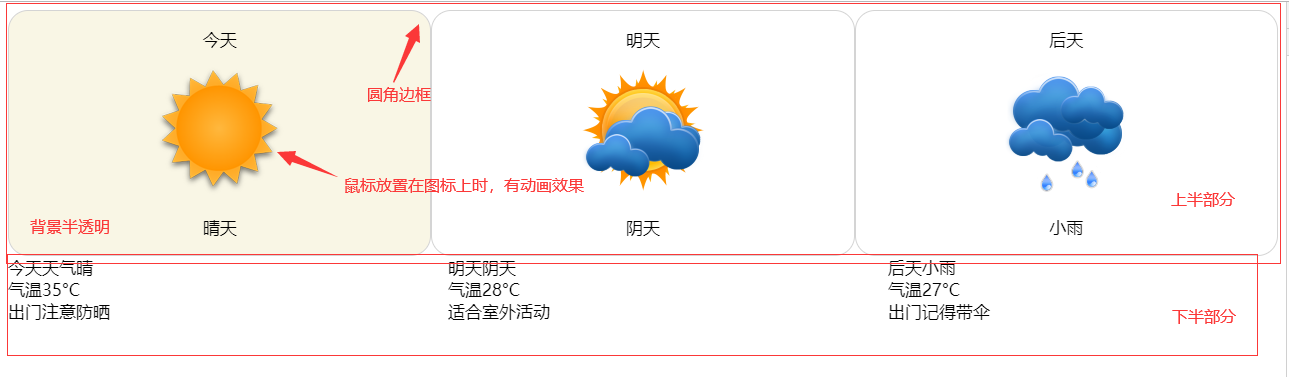 今天
明天
后天
圆角边框
鼠标放置在图标上时，有动画效果
上半部分
背景半透明
晴天
阴天
小雨
今天天气晴
气温35°C
出门注意防晒
明天阴天
气温28°C
适合室外活动
后天小雨
气温27°C
出门记得带伞
下半部分